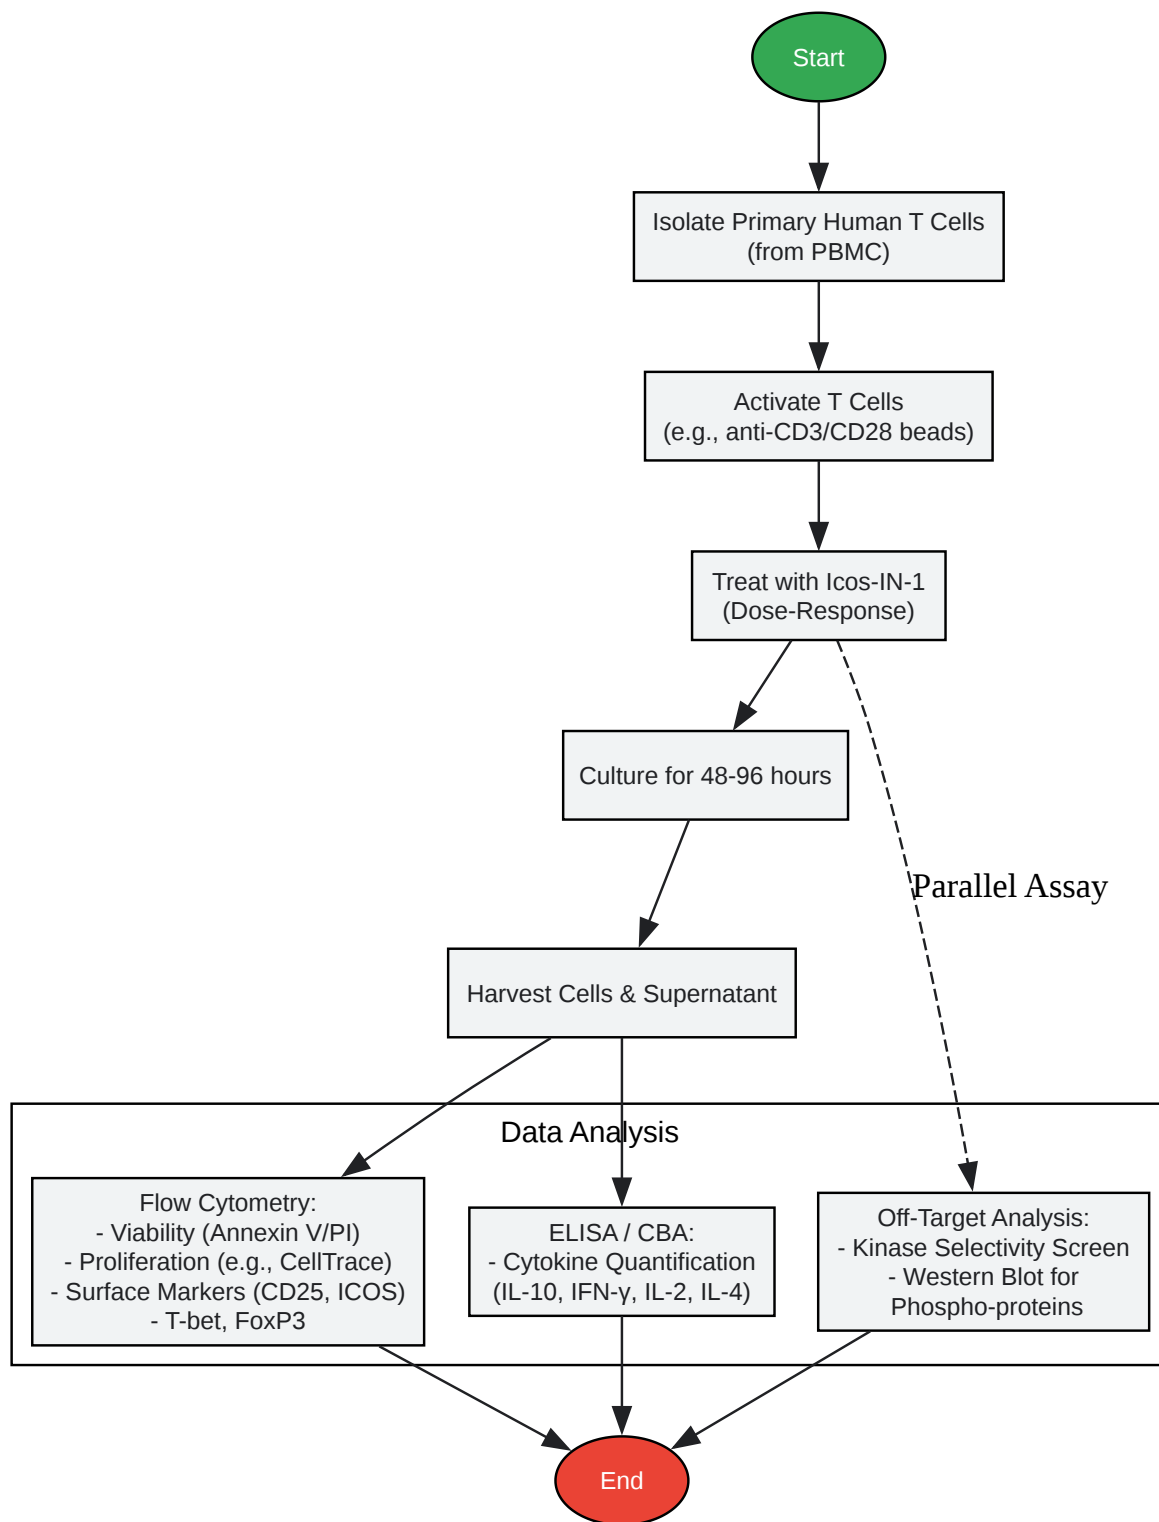 Start
Isolate Primary Human T Cells
(from PBMC)
Activate T Cells
(e.g., anti-CD3/CD28 beads)
Treat with Icos-IN-1
(Dose-Response)
Culture for 48-96 hours
Parallel Assay
Harvest Cells & Supernatant
Data Analysis
Flow Cytometry:
- Viability (Annexin V/PI)
- Proliferation (e.g., CellTrace)
- Surface Markers (CD25, ICOS)
- T-bet, FoxP3
ELISA / CBA:
- Cytokine Quantification
(IL-10, IFN-γ, IL-2, IL-4)
Off-Target Analysis:
- Kinase Selectivity Screen
- Western Blot for
Phospho-proteins
End